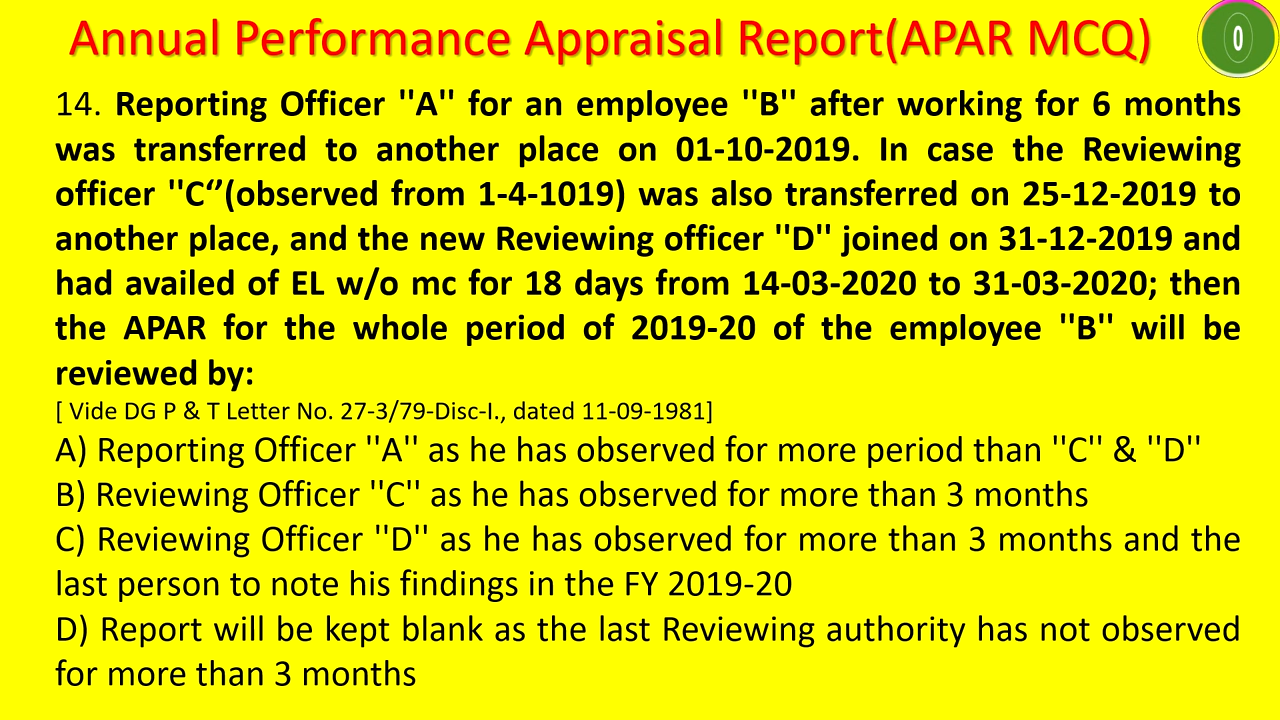 Annual Performance Appraisal Report(APAR MCQ)
0
14. Reporting Officer ''A'' for an employee ''B'' after working for 6 months
was transferred to another place on 01-10-2019. In case the Reviewing
officer ''C‘’(observed from 1-4-1019) was also transferred on 25-12-2019 to
another place, and the new Reviewing officer ''D'' joined on 31-12-2019 and
had availed of EL w/o mc for 18 days from 14-03-2020 to 31-03-2020; then
the APAR for the whole period of 2019-20 of the employee ''B'' will be
reviewed by:
[ Vide DG P & T Letter No. 27-3/79-Disc-I., dated 11-09-1981]
A) Reporting Officer ''A'' as he has observed for more period than ''C'' & ''D''
B) Reviewing Officer ''C'' as he has observed for more than 3 months
C) Reviewing Officer ''D'' as he has observed for more than 3 months and the
last person to note his findings in the FY 2019-20
D) Report will be kept blank as the last Reviewing authority has not observed
for more than 3 months